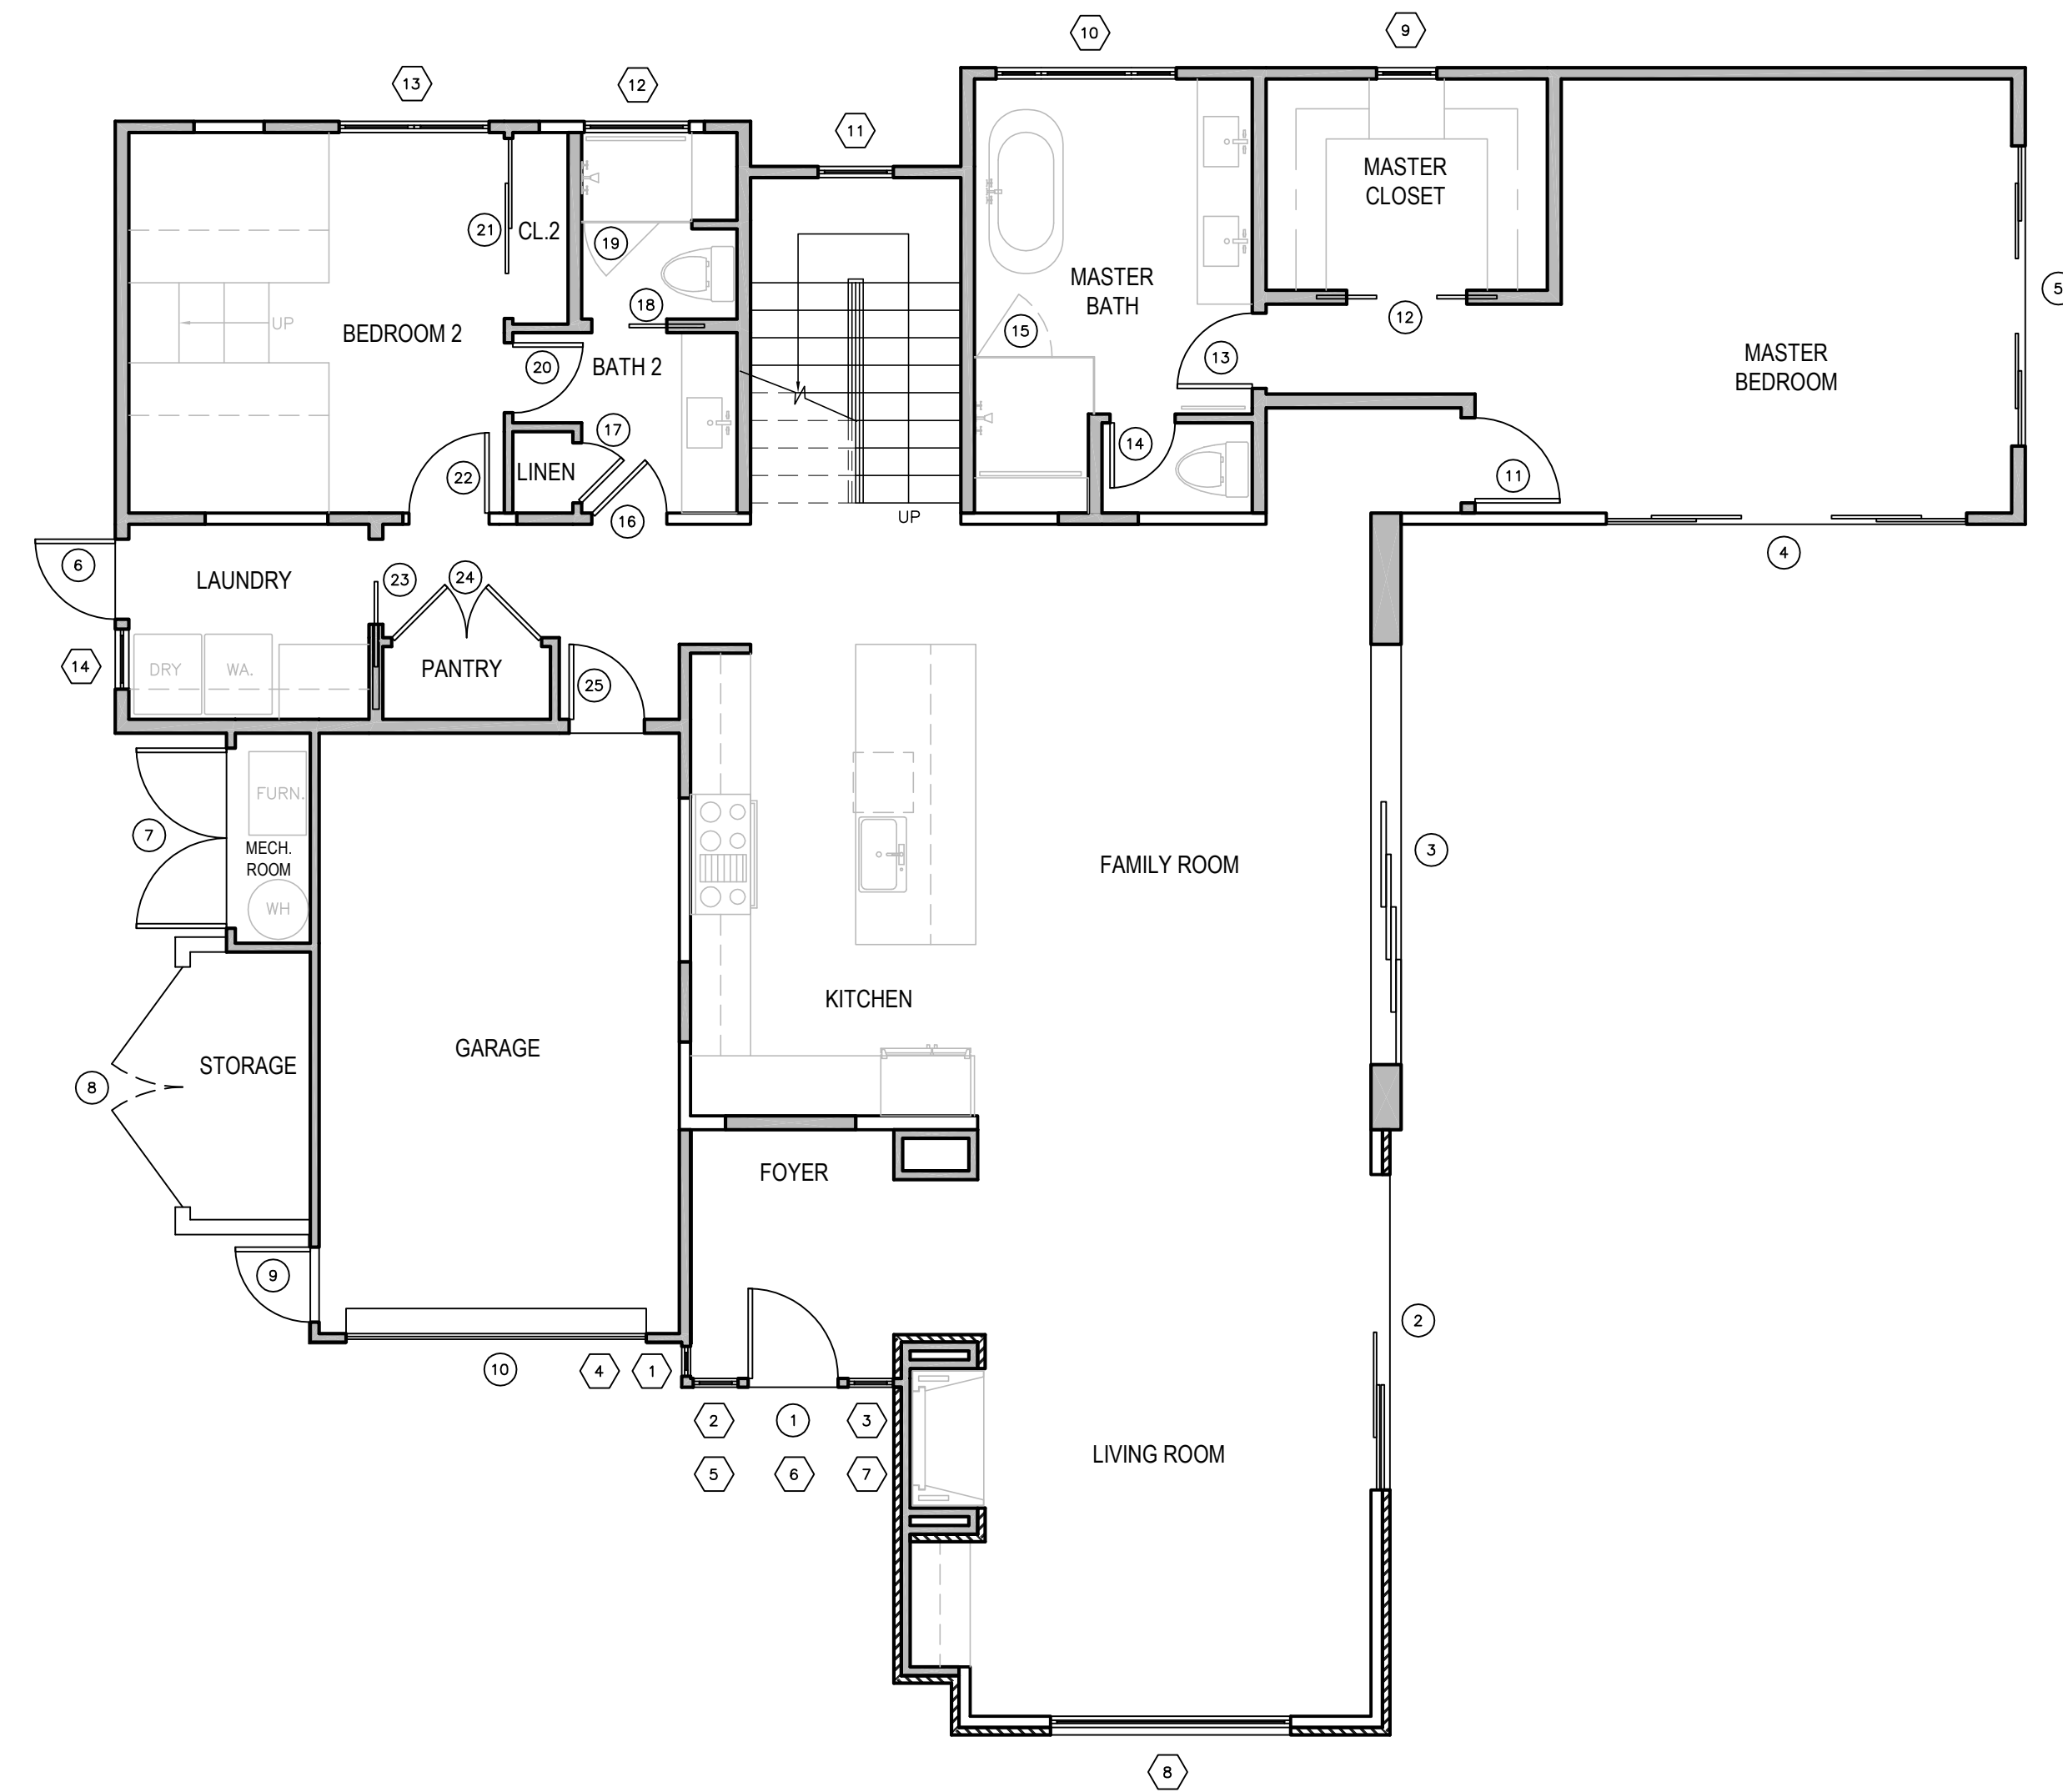 10
9
13
12
11
MASTER
CLOSET
21
CL.2
19
MASTER
BATH
5
18
UP
BEDROOM 2
15
12
13
MASTER
BEDROOM
20
BATH 2
17
14
LINEN
22
11
16
UP
4
6
LAUNDRY
23
24
14
DRY
WA.
PANTRY
25
FURN.
7
MECH.
ROOM
3
FAMILY ROOM
WH
KITCHEN
GARAGE
STORAGE
8
FOYER
9
2
10
4
1
2
1
3
LIVING ROOM
5
6
7
8